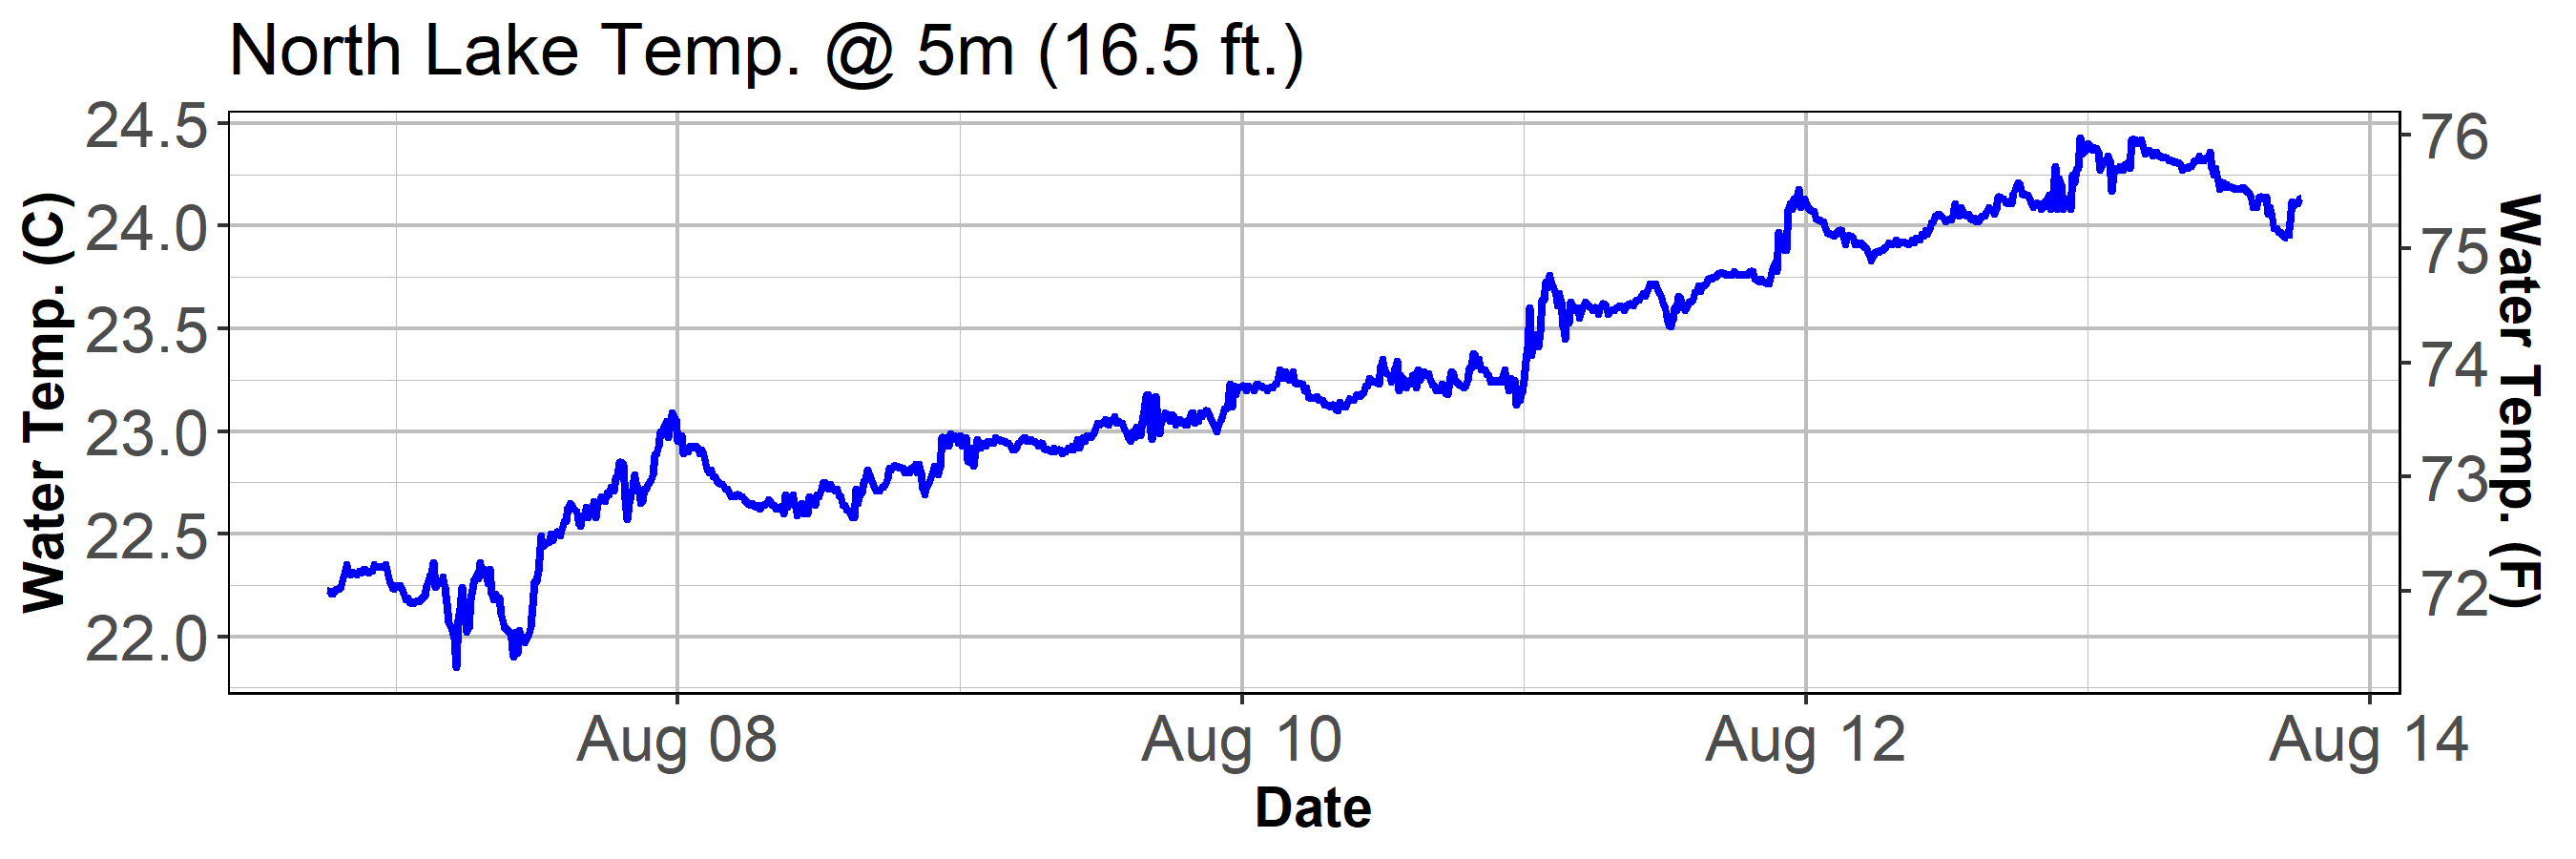 North Lake Temp. @ 5m (16.5 ft.)
Water Temp. (C)
24.5
24.0
23.5
23.0
22.5
22.0
76
75
74
73
72
Water Temp. (F)
Aug 08 Aug 10 Aug 12 Aug 14
Date